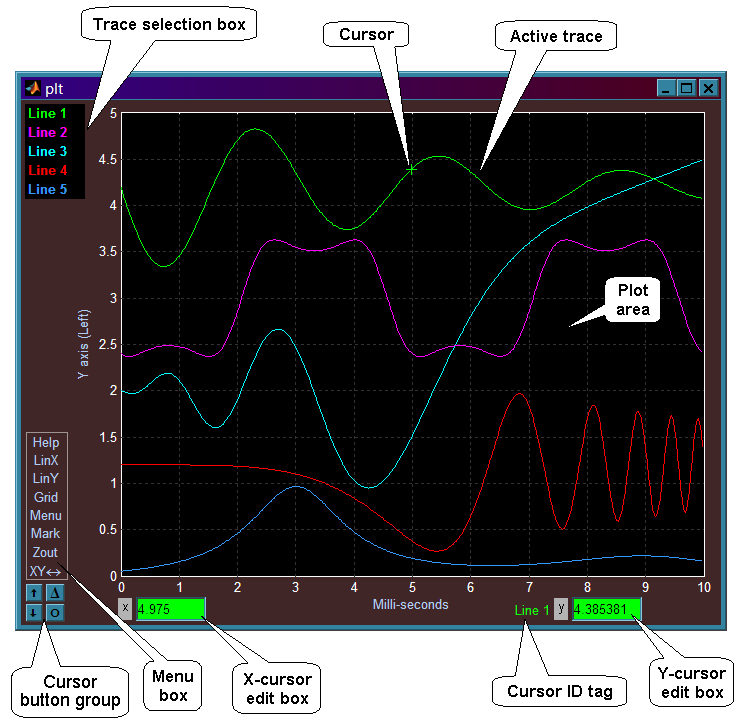 Trace selection box
Cursor
Active trace
plt
Line 1
Line 2
Line 3
Line 4
Line 5
5
4.5
4
3.5
3
2.5
2
1.5
1
0.5
0
Y axis (Left)
Plot
area
Help
LinX
LinY
Grid
Menu
Mark
Zout
XY↔
0 1 2 3 4 5 6 7 8 9 10
Milli-seconds
↑ Δ
↓ O
x 4.975
Line 1 y 4.385381
Cursor
button group
Menu
box
X-cursor
edit box
Cursor ID tag
Y-cursor
edit box